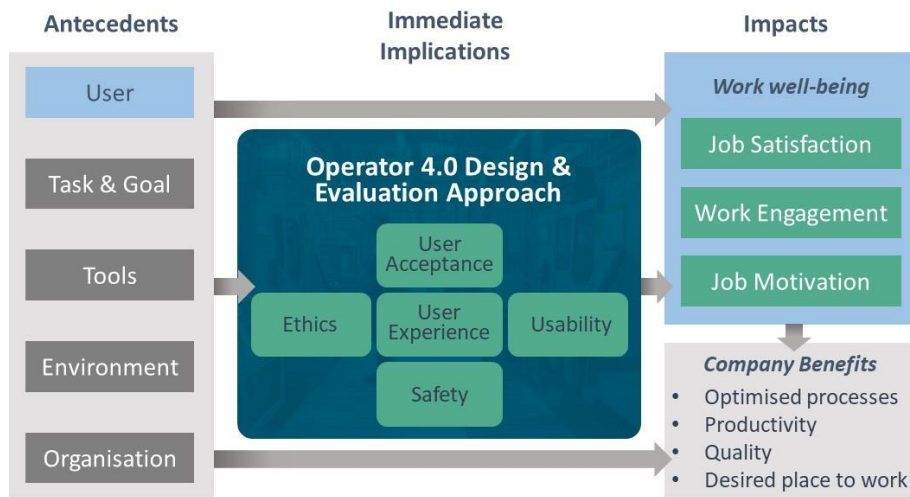 Antecedents
User
Task & Goal
Tools
Environment
Organisation
Immediate
Implications
Operator 4.0 Design &
Evaluation Approach
User
Acceptance
Ethics
User
Experience
Usability
Safety
Impacts
Work well-being
Job Satisfaction
Work Engagement
Job Motivation
Company Benefits
• Optimised processes
• Productivity
• Quality
• Desired place to work